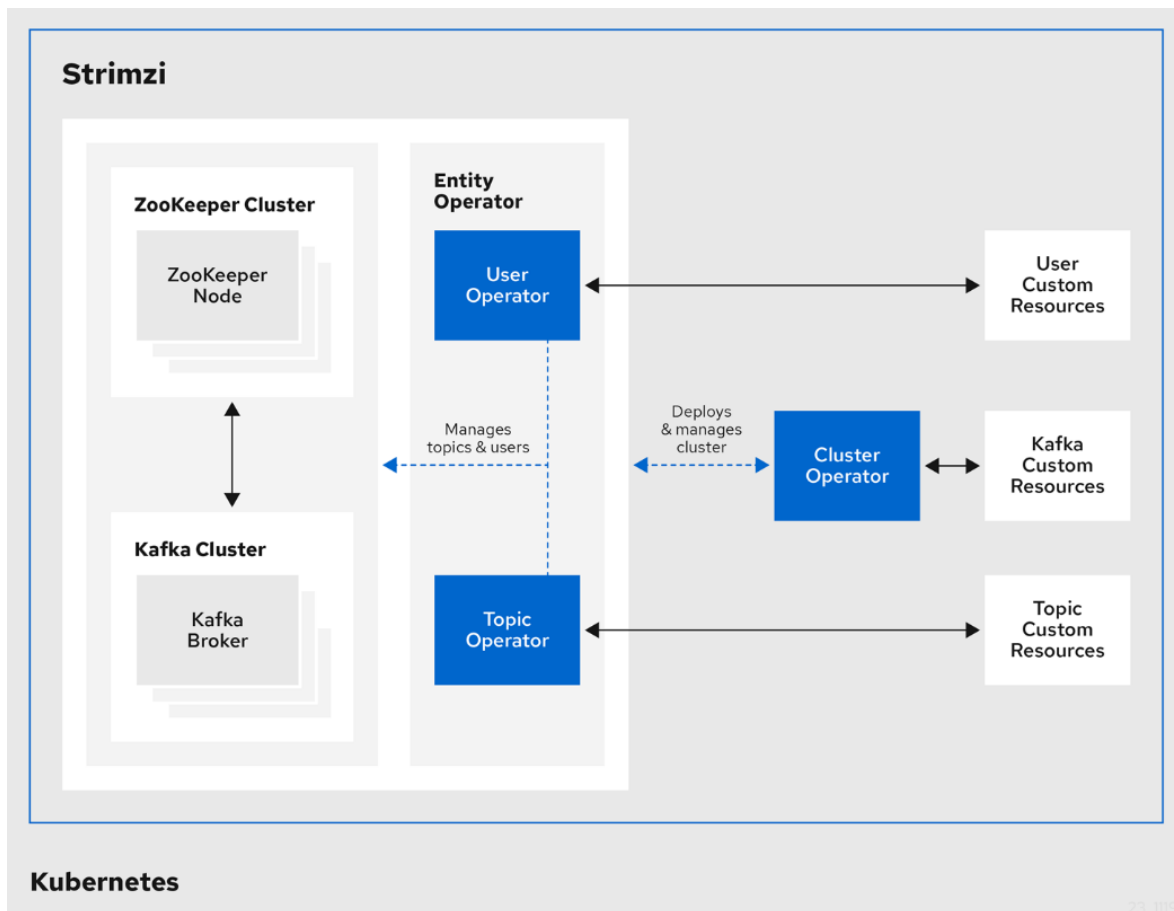 Strimzi
ZooKeeper Cluster
ZooKeeper
Node
Kafka Cluster
Kafka
Broker
Entity
Operator
User
Operator
Manages
topics & users
Topic
Operator
Deploys
& manages
cluster
Cluster
Operator
User
Custom
Resources
Kafka
Custom
Resources
Topic
Custom
Resources
Kubernetes